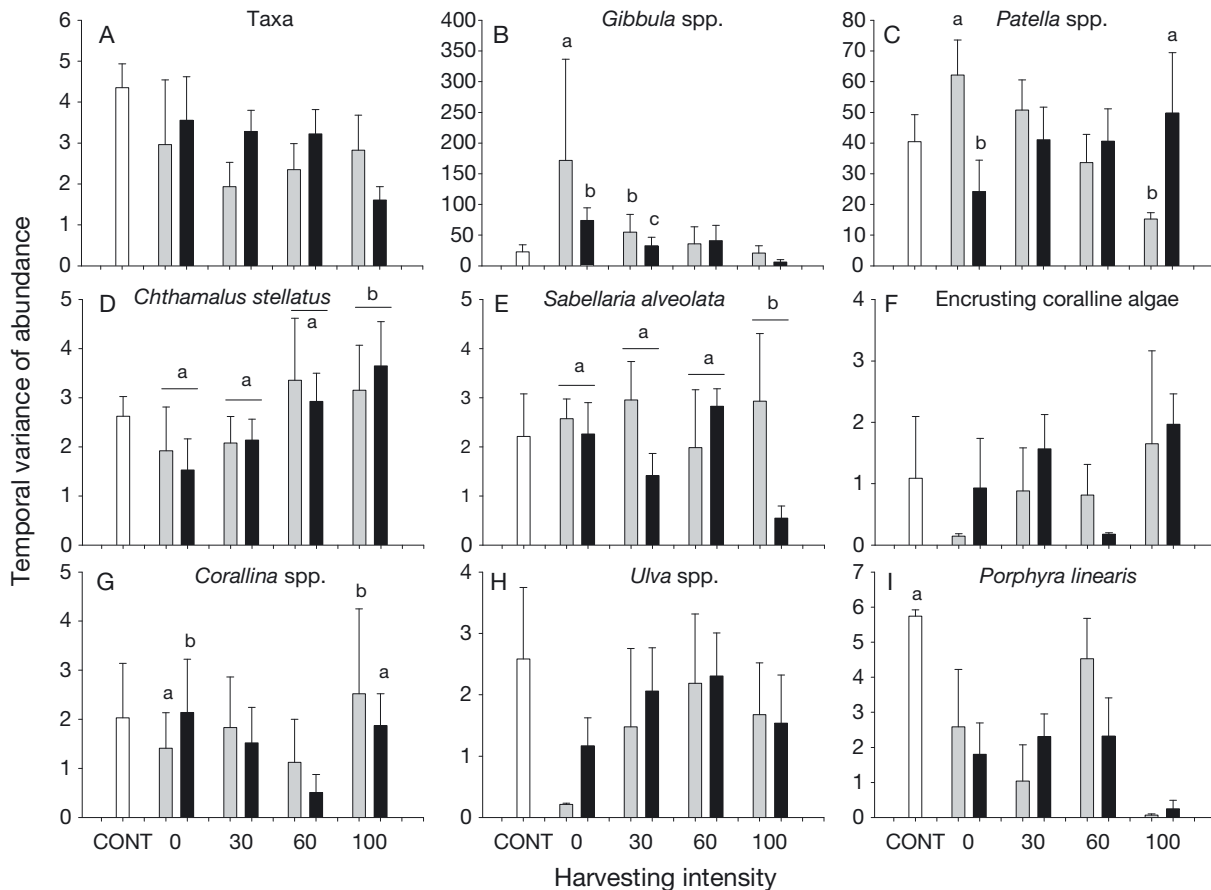 A Taxa
B Gibbula spp.
C Patella spp.
6 5 4 3 2 1 0
400 350 300 250 200 150 100 50 0
a b b c
80 70 60 50 40 30 20 10 0
a b b a
D Chthamalus stellatus
E Sabellaria alveolata
F Encrusting coralline algae
5 4 3 2 1 0
a a a b
5 4 3 2 1 0
a a a b
4 3 2 1 0
Temporal variance of abundance
G Corallina spp.
H Ulva spp.
I Porphyra linearis
5 4 3 2 1 0
a b b a
4 3 2 1 0
7 6 5 4 3 2 1 0
a
CONT 0 30 60 100
CONT 0 30 60 100
CONT 0 30 60 100
Harvesting intensity